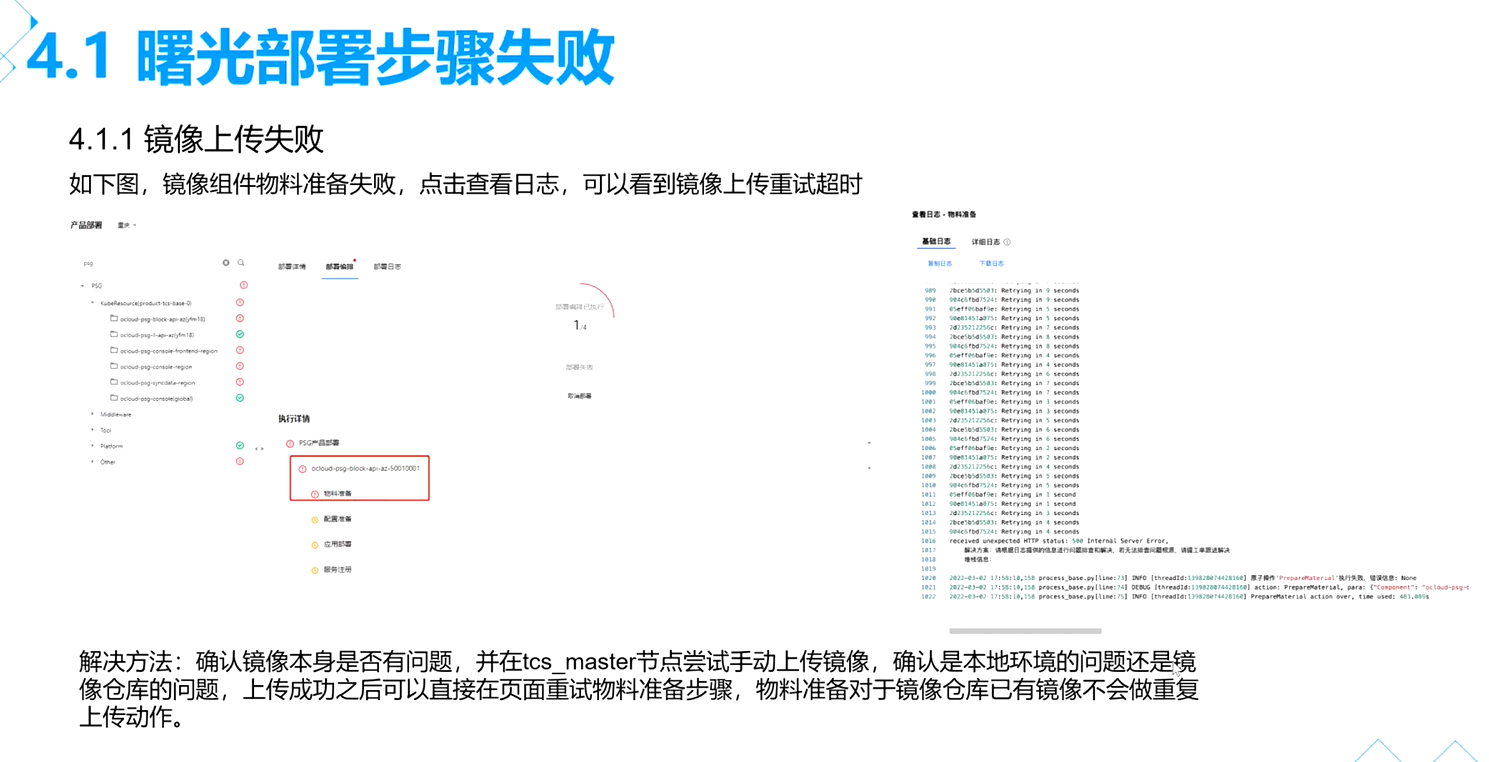 4.1 曙光部署步骤失败
4.1.1 镜像上传失败
如下图，镜像组件物料准备失败，点击查看日志，可以看到镜像上传重试超时
产品部署 重庆
psg
PSG
KubeResource(product-tcs-base-0)
ocloud-psg-block-api-az(yfm18)
ocloud-psg-l-api-az(yfm18)
ocloud-psg-console-frontend-region
ocloud-psg-console-region
ocloud-psg-syncdata-region
ocloud-psg-console(global)
Middleware
Tool
Platform
Other
部署详情 部署编排 部署日志
部署编排已执行
1/4
部署失败
取消部署
执行详情
PSG产品部署
ocloud-psg-block-api-az-50010001
物料准备
配置准备
应用部署
服务注册
查看日志 - 物料准备
基础日志 详细日志
复制日志 下载日志
989 2bce5b5d5503: Retrying in 9 seconds
990 984c6fbd7524: Retrying in 9 seconds
991 05eff06baf9e: Retrying in 5 seconds
992 90e81451a075: Retrying in 5 seconds
993 2d235212256c: Retrying in 7 seconds
994 2bce5b5d5503: Retrying in 8 seconds
995 984c6fbd7524: Retrying in 8 seconds
996 05eff06baf9e: Retrying in 4 seconds
997 90e81451a075: Retrying in 4 seconds
998 2d235212256c: Retrying in 6 seconds
999 2bce5b5d5503: Retrying in 7 seconds
1000 984c6fbd7524: Retrying in 7 seconds
1001 05eff06baf9e: Retrying in 3 seconds
1002 90e81451a075: Retrying in 3 seconds
1003 2d235212256c: Retrying in 5 seconds
1004 2bce5b5d5503: Retrying in 6 seconds
1005 984c6fbd7524: Retrying in 6 seconds
1006 05eff06baf9e: Retrying in 2 seconds
1007 90e81451a075: Retrying in 2 seconds
1008 2d235212256c: Retrying in 4 seconds
1009 2bce5b5d5503: Retrying in 5 seconds
1010 984c6fbd7524: Retrying in 5 seconds
1011 05eff06baf9e: Retrying in 1 second
1012 90e81451a075: Retrying in 1 second
1013 2d235212256c: Retrying in 3 seconds
1014 2bce5b5d5503: Retrying in 4 seconds
1015 984c6fbd7524: Retrying in 4 seconds
1016 received unexpected HTTP status: 500 Internal Server Error,
1017 解决方案: 请根据日志提供的信息进行问题排查和解决, 若无法排查问题根源, 请提工单跟进解决
1018 堆栈信息:
1019
1020 2022-03-02 17:58:10,158 process_base.py[line:73] INFO [threadId:139828074428160] 原子操作'PrepareMaterial'执行失败, 错误信息: None
1021 2022-03-02 17:58:10,158 process_base.py[line:74] DEBUG [threadId:139828074428160] action: PrepareMaterial, para: {"Component": "ocloud-psg-b
1022 2022-03-02 17:58:10,158 process_base.py[line:75] INFO [threadId:139828074428160] PrepareMaterial action over, time used: 483.009s
解决方法：确认镜像本身是否有问题，并在tcs_master节点尝试手动上传镜像，确认是本地环境的问题还是镜
像仓库的问题，上传成功之后可以直接在页面重试物料准备步骤，物料准备对于镜像仓库已有镜像不会做重复
上传动作。